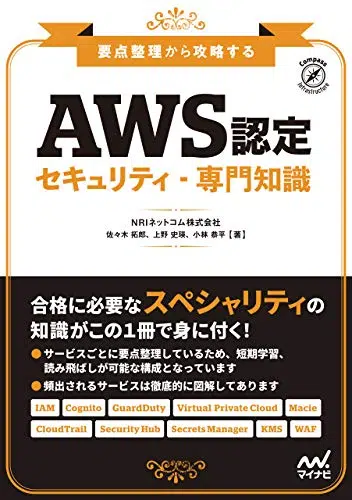 要点整理から攻略する
Compass
Infrastructure
AWS認定
セキュリティ - 専門知識
NRIネットコム株式会社
佐々木 拓郎、上野 史瑛、小林 恭平【著】
合格に必要なスペシャリティの
知識がこの1冊で身に付く!
●サービスごとに要点整理しているため、短期学習、
読み飛ばしが可能な構成となっています
●頻出されるサービスは徹底的に図解してあります
IAM Cognito GuardDuty Virtual Private Cloud Macie
CloudTrail Security Hub Secrets Manager KMS WAF
マイナビ